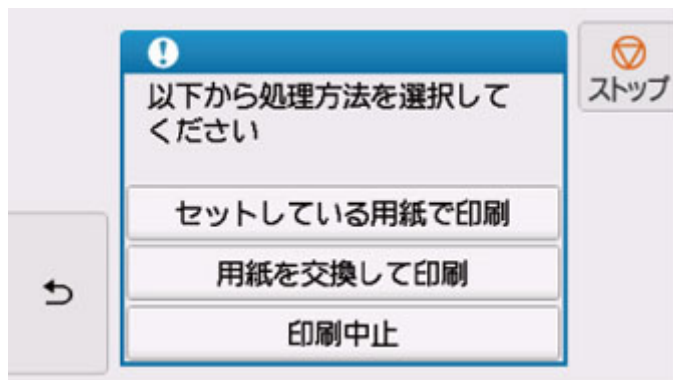 以下から処理方法を選択して
ください
セットしている用紙で印刷
用紙を交換して印刷
印刷中止
ストップ